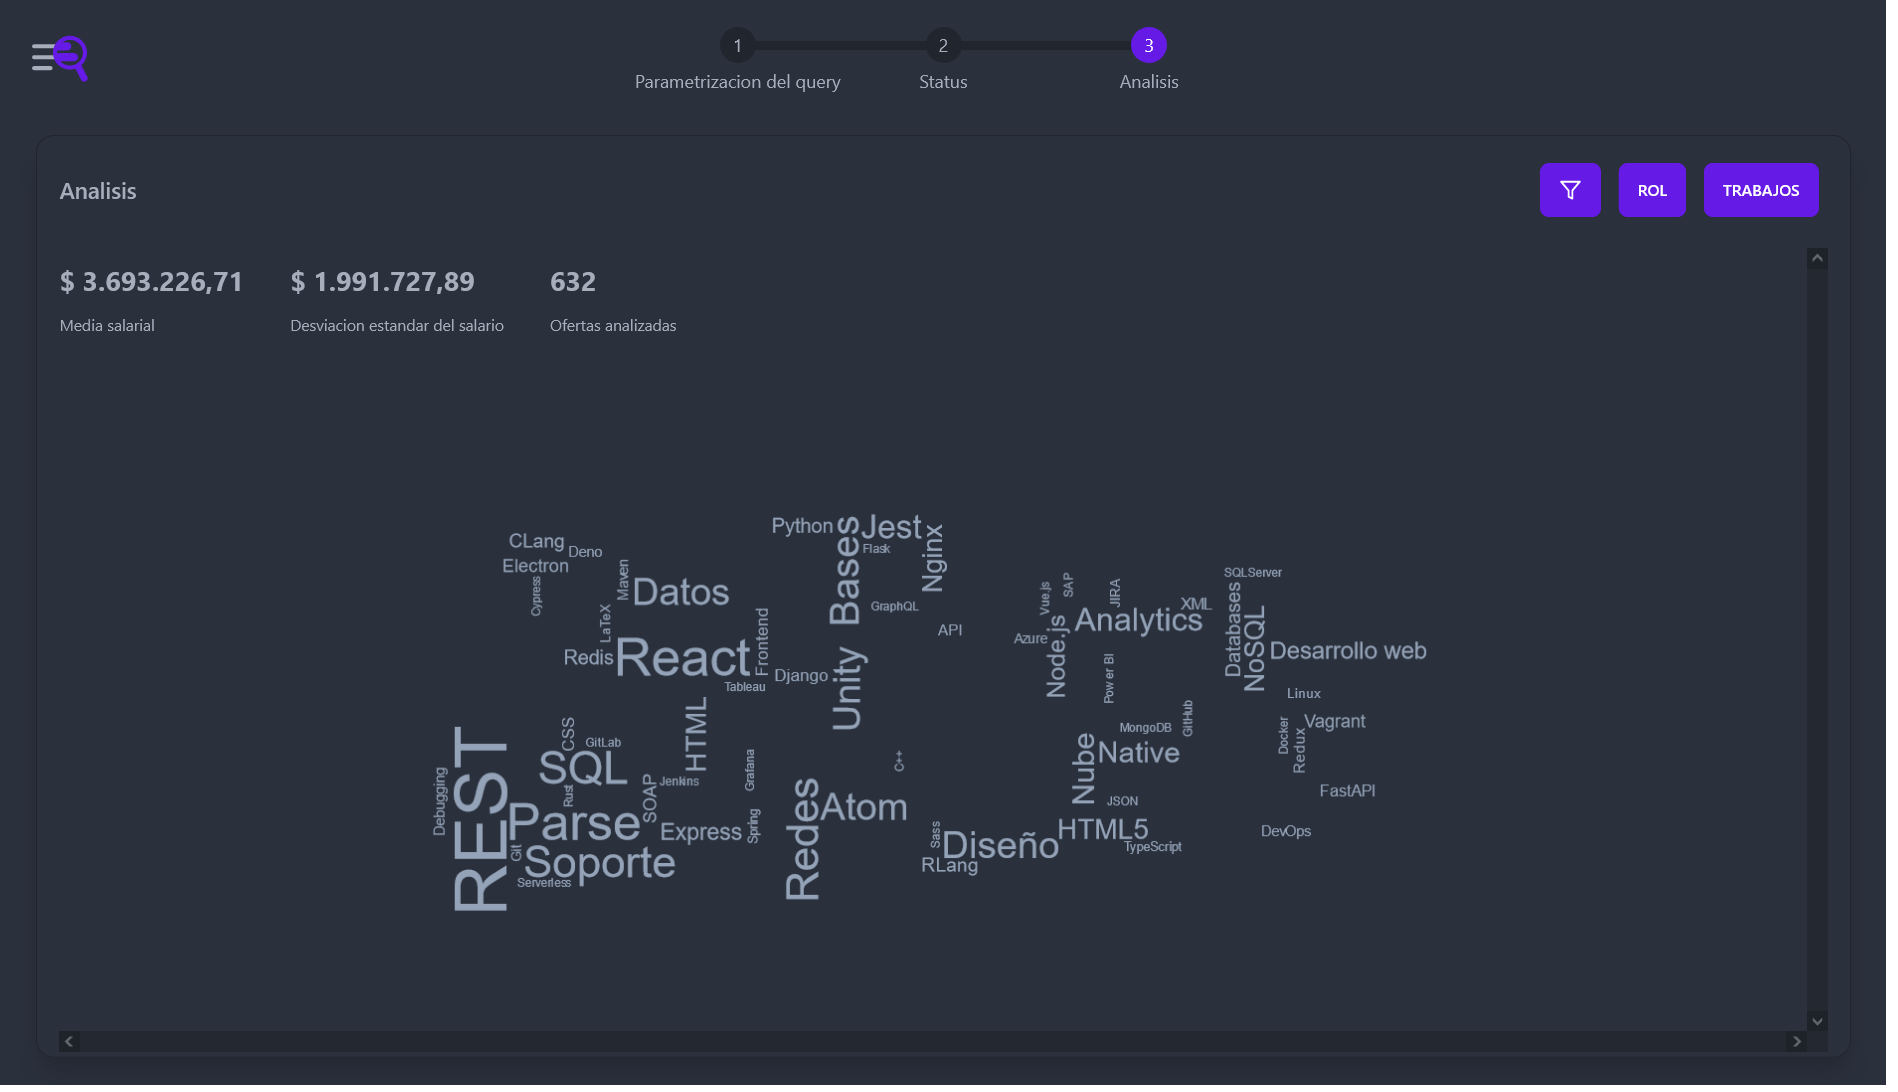 1
2
3
Parametrizacion del query
Status
Analisis
Analisis
ROL
TRABAJOS
$ 3.693.226,71
$ 1.991.727,89
632
Media salarial
Desviacion estandar del salario
Ofertas analizadas
Python
Bases
Jest
Nginx
CLang
Deno
Flask
Electron
Maven
Cypress
Datos
LaTeX
GraphQL
API
SQLServer
Vue.js
SAP
JIRA
XML
Databases
NoSQL
Analytics
Azure
Node.js
Desarrollo web
Redis
React
Frontend
Tableau
Django
Unity
Power BI
Linux
CSS
GitLab
HTML
MongoDB
GitHub
Docker
Redux
Vagrant
REST
SQL
Grafana
C++
Nube
Native
Debugging
Rust
SOAP
Jenkins
Redes
Atom
JSON
FastAPI
Parse
Express
Spring
Sass
Diseño
HTML5
TypeScript
DevOps
Git
Soporte
RLang
Serverless